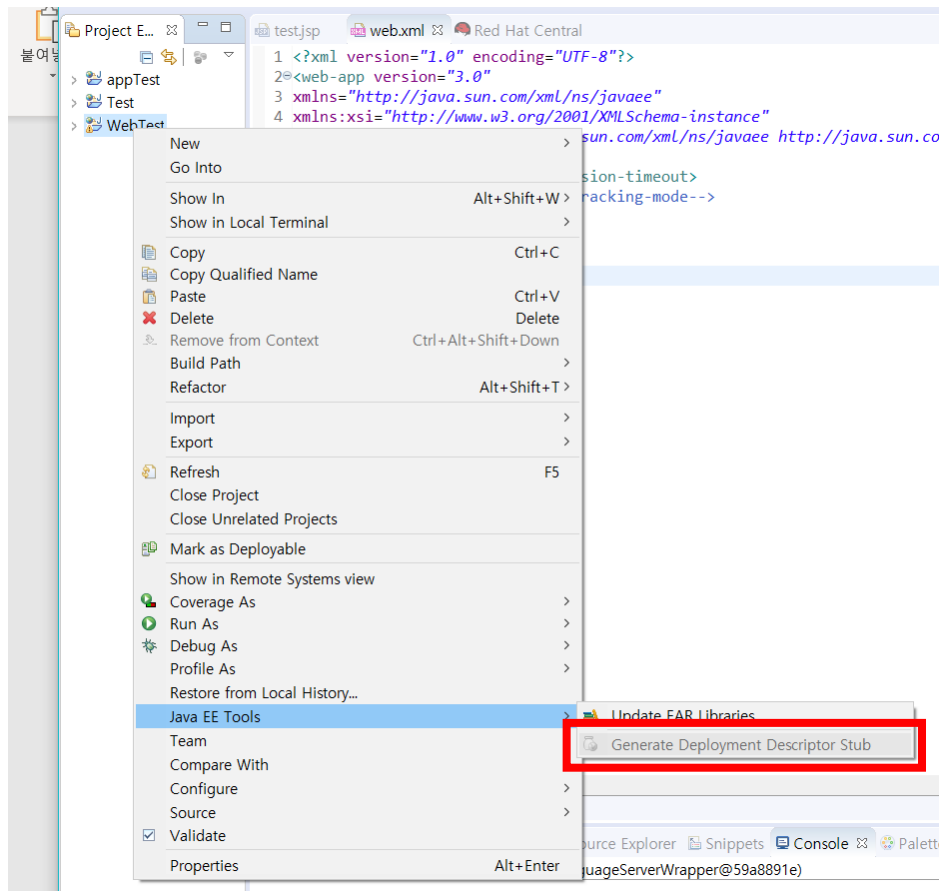 붙여
Project E...
appTest
Test
WebTest
test.jsp web.xml Red Hat Central
1 <?xml version="1.0" encoding="UTF-8"?>
2 <web-app version="3.0"
3 xmlns="http://java.sun.com/xml/ns/javaee"
4 xmlns:xsi="http://www.w3.org/2001/XMLSchema-instance"
sun.com/xml/ns/javaee http://java.sun.co
sion-timeout>
racking-mode-->
New
Go Into
Show In Alt+Shift+W
Show in Local Terminal
Copy Ctrl+C
Copy Qualified Name
Paste Ctrl+V
Delete Delete
Remove from Context Ctrl+Alt+Shift+Down
Build Path
Refactor Alt+Shift+T
Import
Export
Refresh F5
Close Project
Close Unrelated Projects
Mark as Deployable
Show in Remote Systems view
Coverage As
Run As
Debug As
Profile As
Restore from Local History...
Java EE Tools
Update EAR Libraries
Generate Deployment Descriptor Stub
Team
Compare With
Configure
Source
Validate
Properties Alt+Enter
ource Explorer Snippets Console Palett
guageServerWrapper@59a8891e)